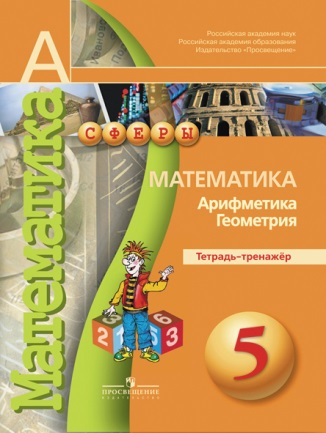 Российская академия наук
Российская академия образования
Издательство «Просвещение»
А
Математика
СФЕРЫ
МАТЕМАТИКА
Арифметика
Геометрия
Тетрадь-тренажёр
5
2
6
3
ПРОСВЕЩЕНИЕ
ИЗДАТЕЛЬСТВО